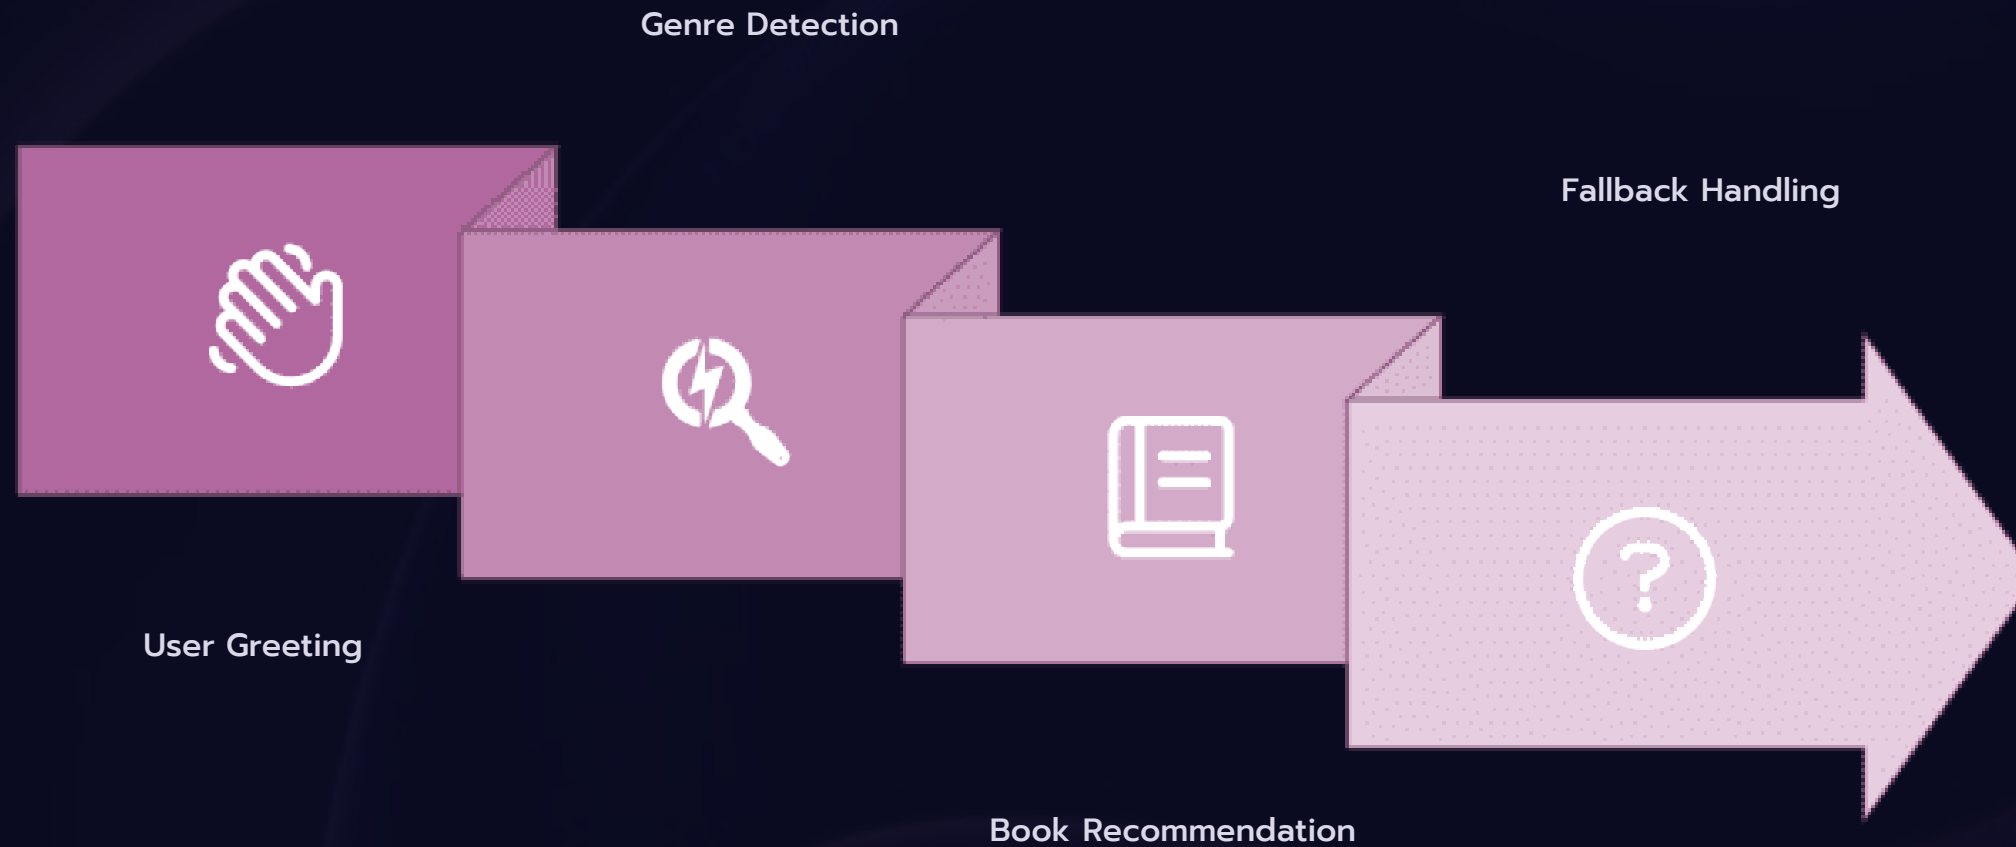 Genre Detection
Fallback Handling
User Greeting
Book Recommendation